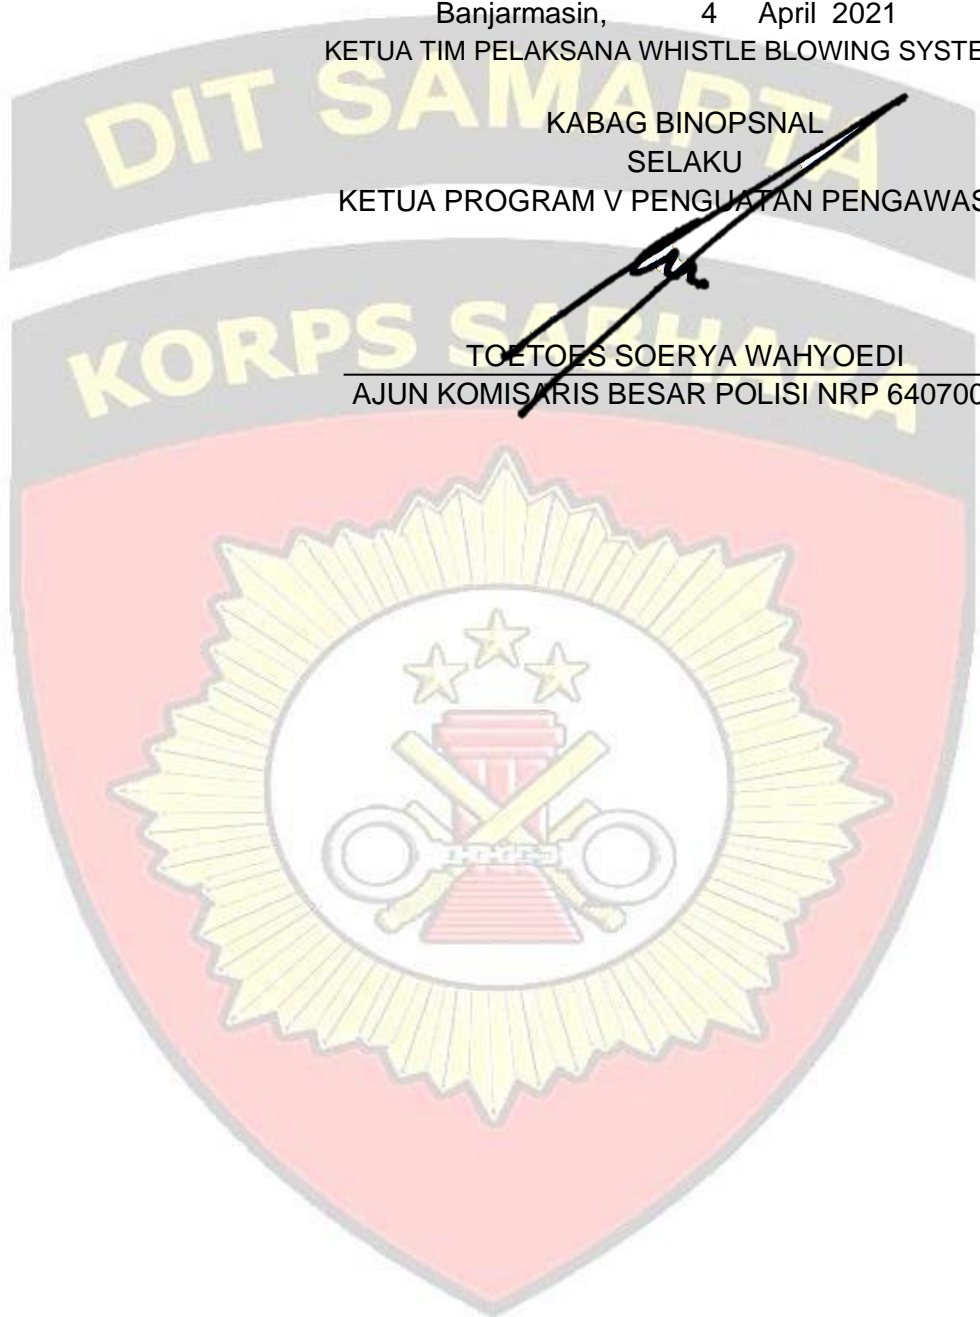 Banjarmasin, 4 April 2021
KETUA TIM PELAKSANA WHISTLE BLOWING SYSTE
KABAG BINOPSNAL
SELAKU
KETUA PROGRAM V PENGUATAN PENGAWAS
TOETOES SOERYA WAHYOEDI
AJUN KOMISARIS BESAR POLISI NRP 640700
DIT SAMAPTA
KORPS SABHARA